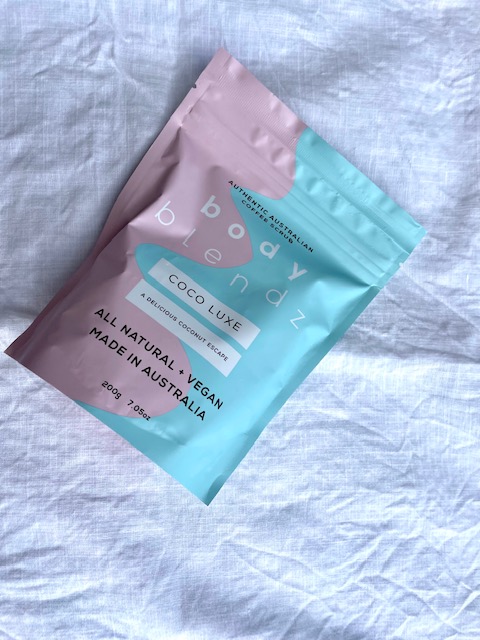 AUTHENTIC AUSTRALIAN
COFFEE SCRUB
body
blendz
COCO LUXE
A DELICIOUS COCONUT ESCAPE
ALL NATURAL + VEGAN
MADE IN AUSTRALIA
200g 7.05oz